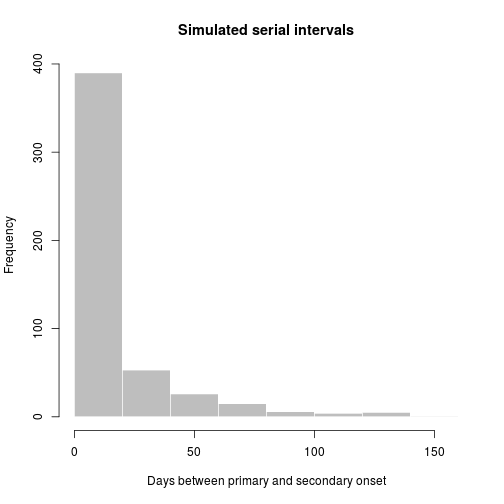 Simulated serial intervals
Frequency
400
300
200
100
0
0 50 100 150
Days between primary and secondary onset